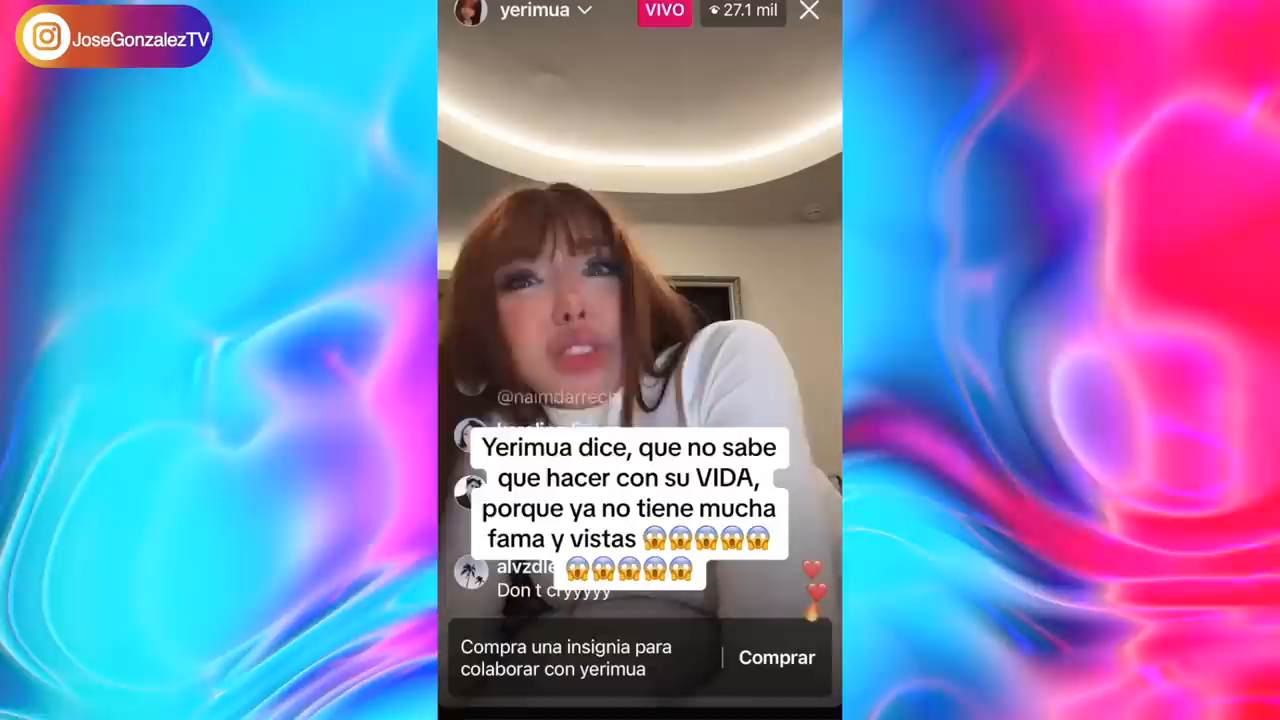 JoseGonzalezTV
yerimua
VIVO
27.1 mil
@naimdarrechi
Yerimua dice, que no sabe
que hacer con su VIDA,
porque ya no tiene mucha
fama y vistas 😱😱😱😱😱
😱😱😱😱😱
Don t cryyyyy
Compra una insignia para
colaborar con yerimua
Comprar